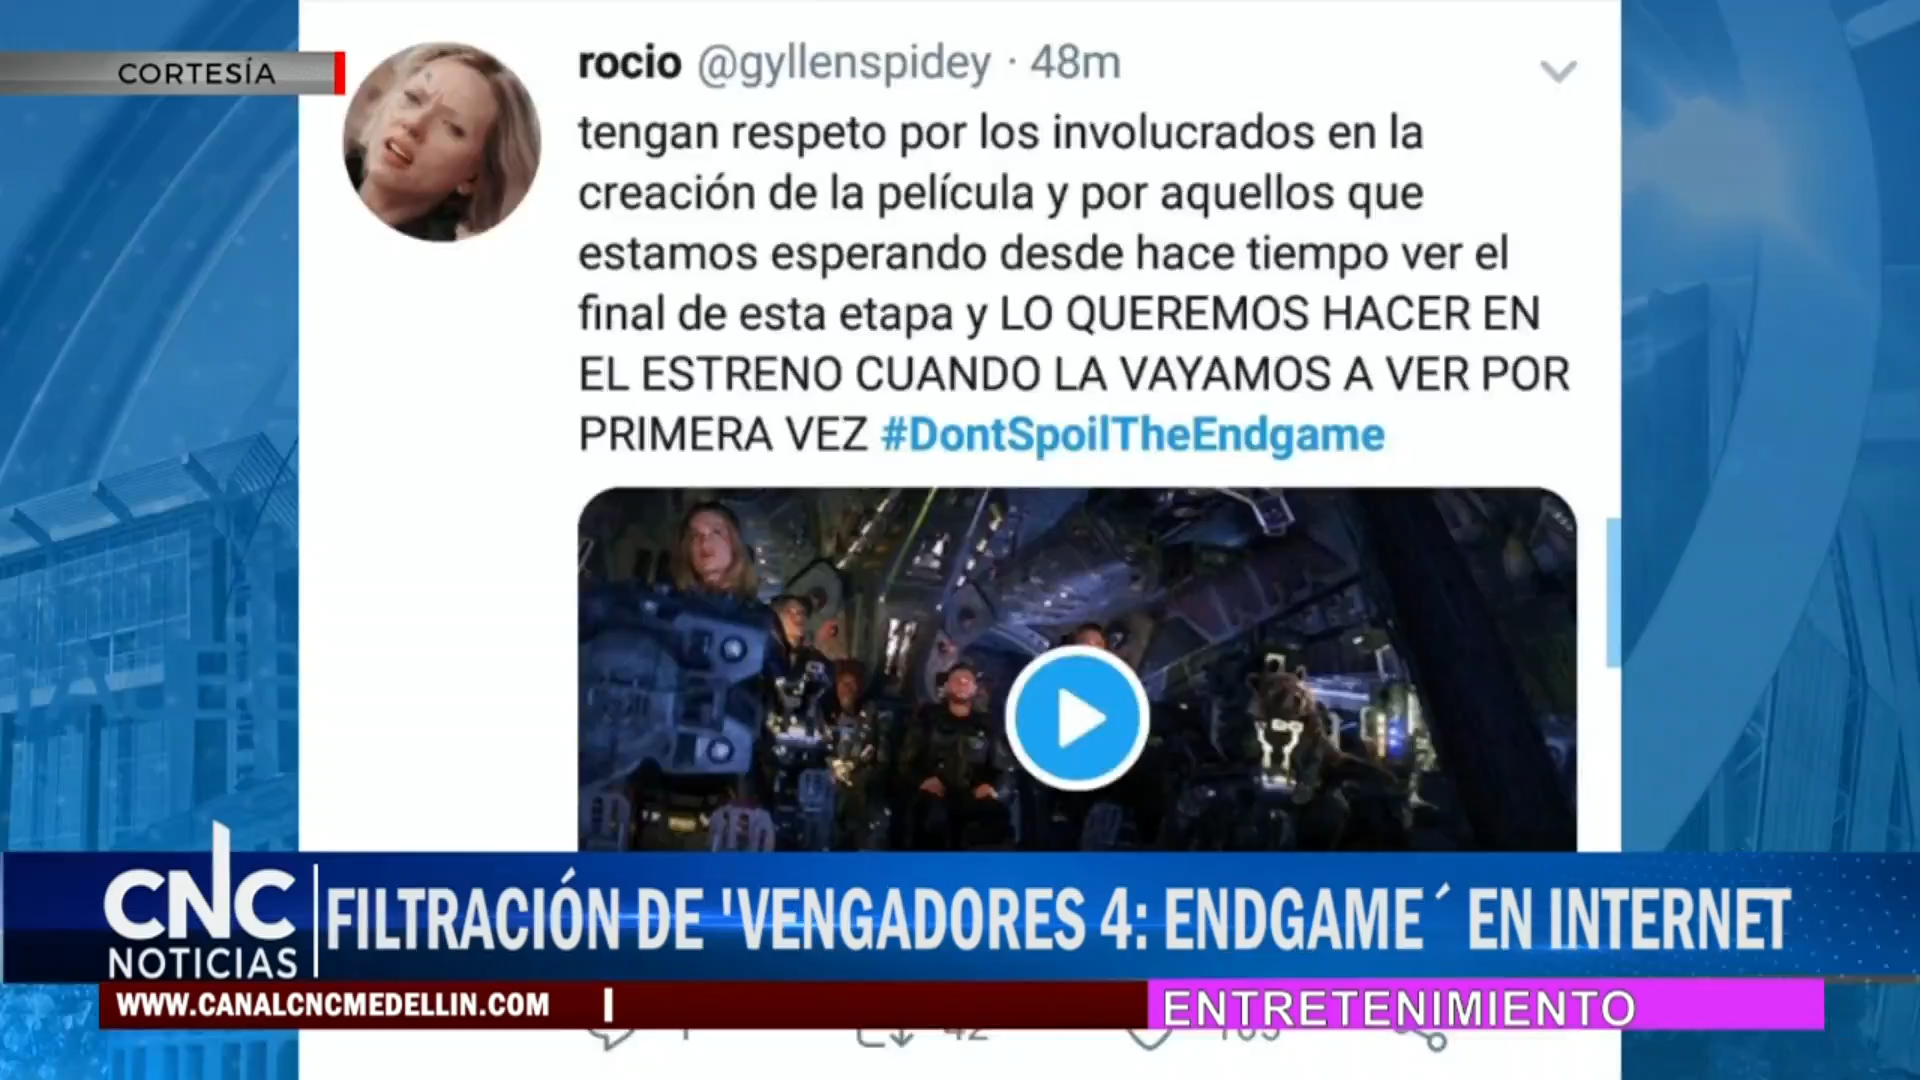 CORTESÍA
rocio @gyllenspidey · 48m
tengan respeto por los involucrados en la
creación de la película y por aquellos que
estamos esperando desde hace tiempo ver el
final de esta etapa y LO QUEREMOS HACER EN
EL ESTRENO CUANDO LA VAYAMOS A VER POR
PRIMERA VEZ #DontSpoilTheEndgame
CNC
NOTICIAS
FILTRACIÓN DE 'VENGADORES 4: ENDGAME´ EN INTERNET
WWW.CANALCNCMEDELLIN.COM
ENTRETENIMIENTO